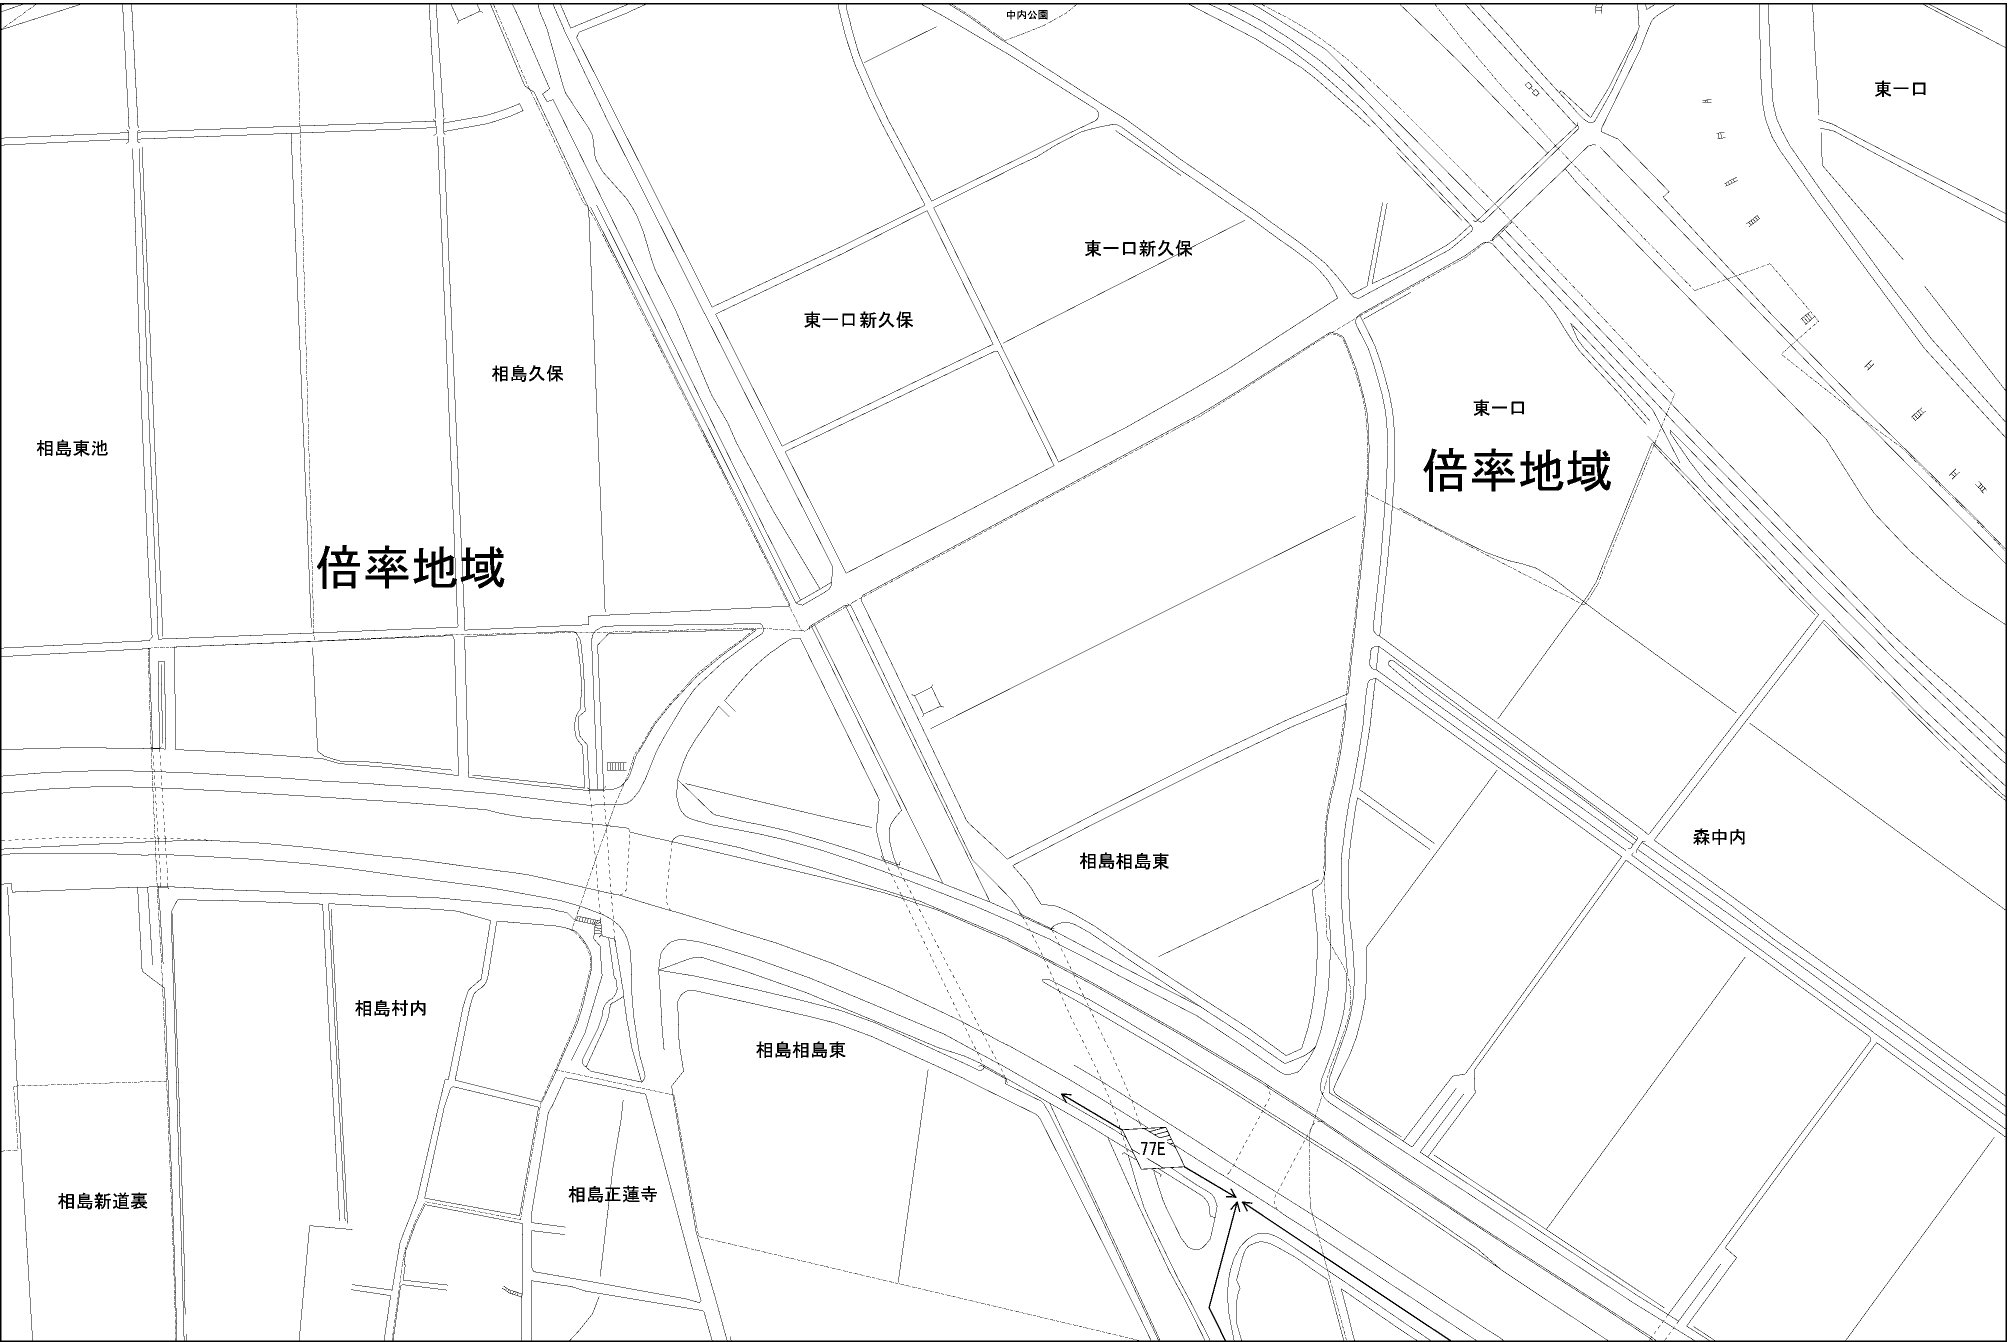 中内公園
東一口
東一口新久保
東一口新久保
相島久保
東一口
相島東池
倍率地域
倍率地域
森中内
相島相島東
相島村内
相島相島東
77E
相島新道裏
相島正蓮寺